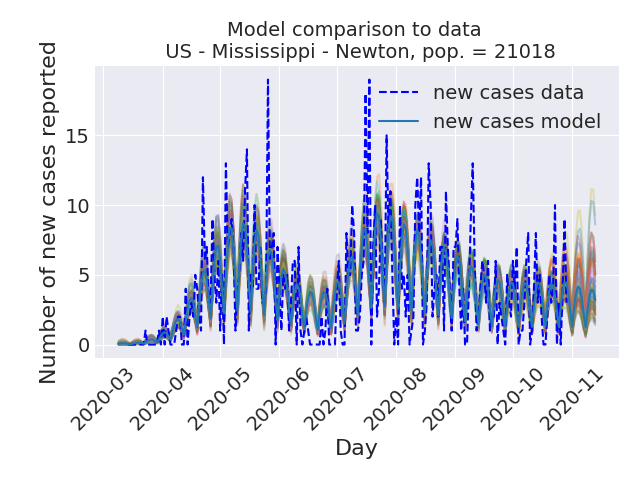 Model comparison to data
US - Mississippi - Newton, pop. = 21018
new cases data
new cases model
Number of new cases reported
15
10
5
0
2020-03
2020-04
2020-05
2020-06
2020-07
2020-08
2020-09
2020-10
2020-11
Day